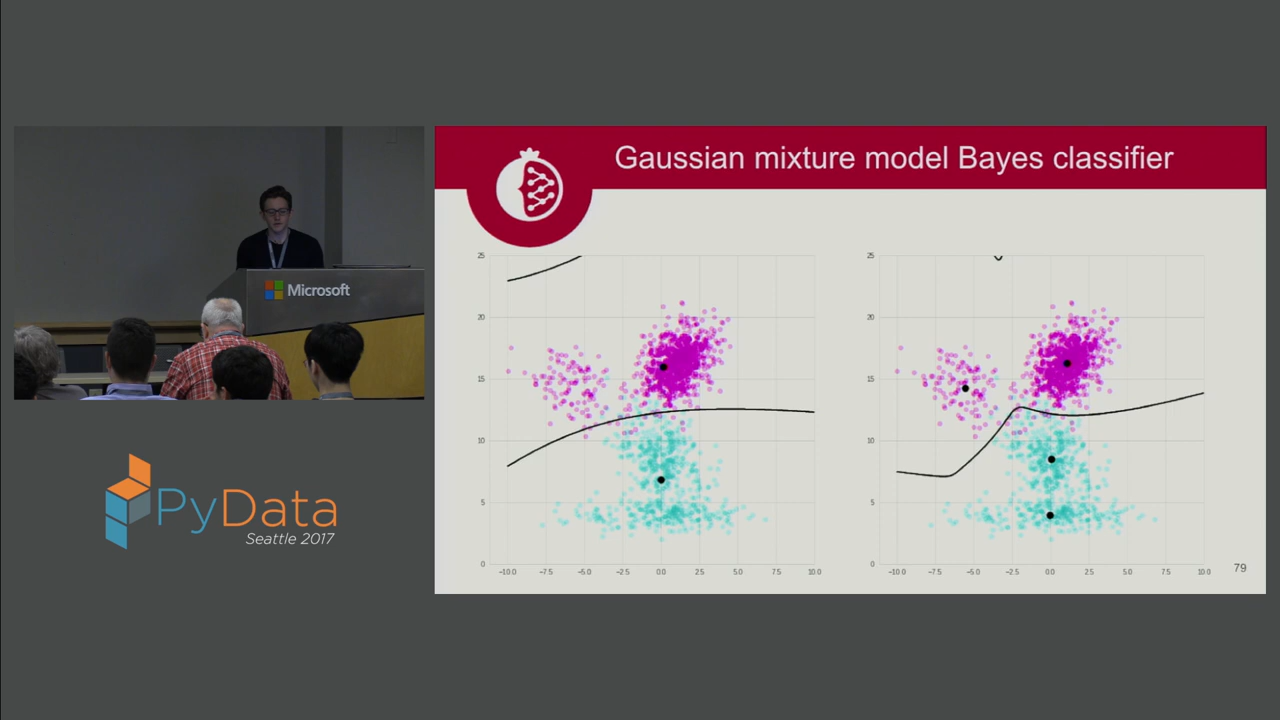 Gaussian mixture model Bayes classifier
Microsoft
PyData
Seattle 2017
25
20
15
10
5
0
-10.0 -7.5 -5.0 -2.5 0.0 2.5 5.0 7.5 10.0
25
20
15
10
5
0
-10.0 -7.5 -5.0 -2.5 0.0 2.5 5.0 7.5 10.0
79